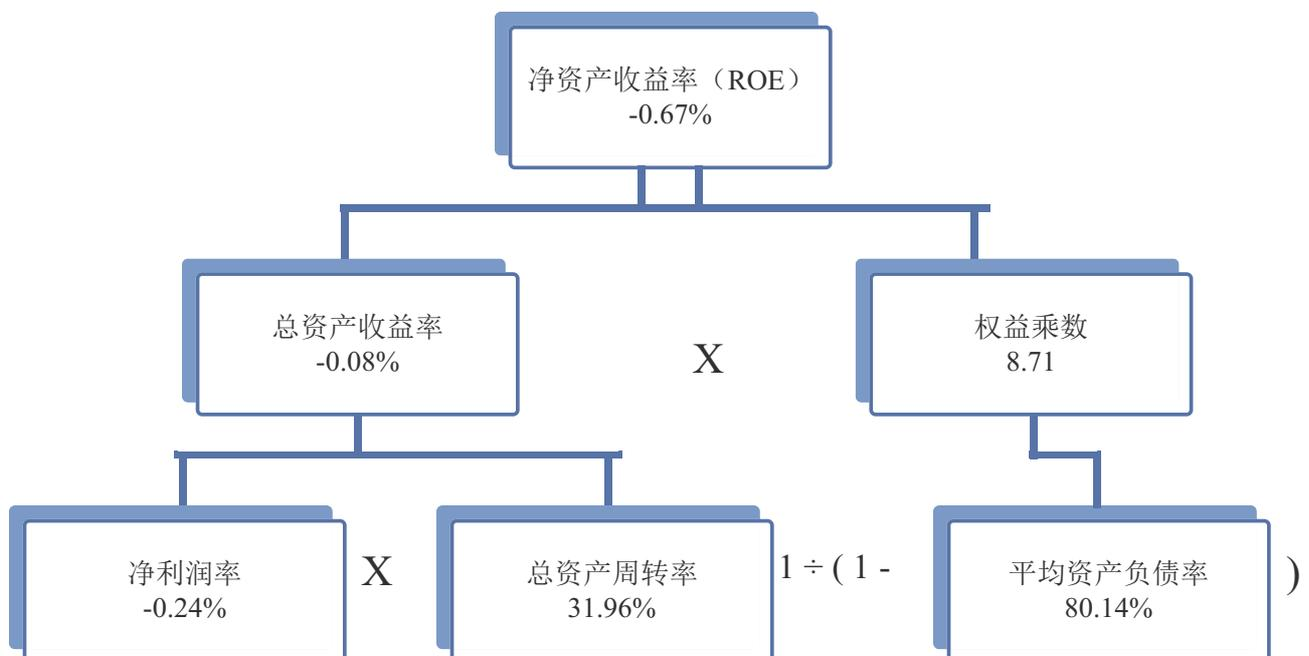 净资产收益率（ROE）
-0.67%
总资产收益率
-0.08%
X
权益乘数
8.71
净利润率
-0.24%
X
总资产周转率
31.96%
1 ÷ ( 1 -
平均资产负债率
80.14%
)